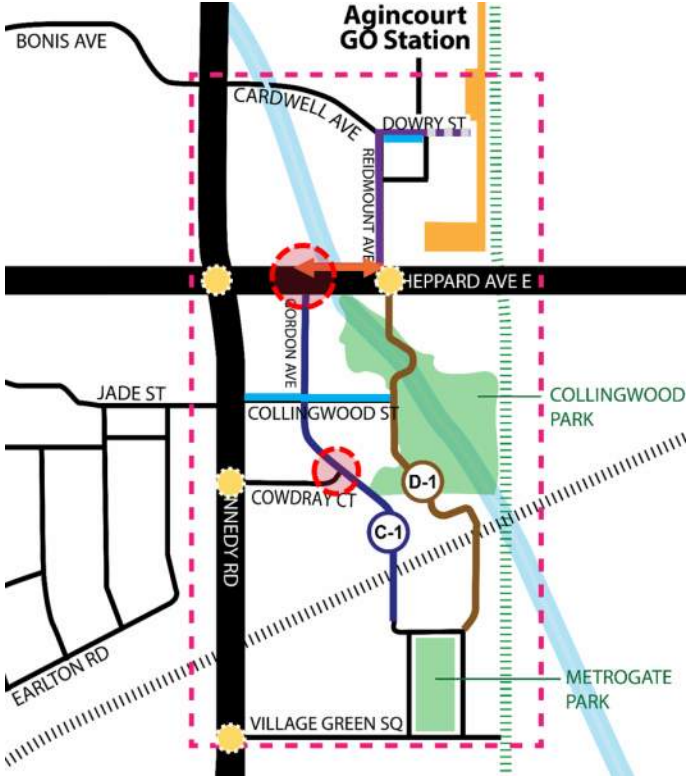 Agincourt
GO Station
BONIS AVE
CARDWELL AVE
DOWRY ST
REIDMOUNT AVE
HEPPARD AVE E
GORDON AVE
JADE ST
COLLINGWOOD ST
COLLINGWOOD
PARK
D-1
COWDRAY CT
NNEDY RD
C-1
EARLTON RD
METROGATE
PARK
VILLAGE GREEN SQ